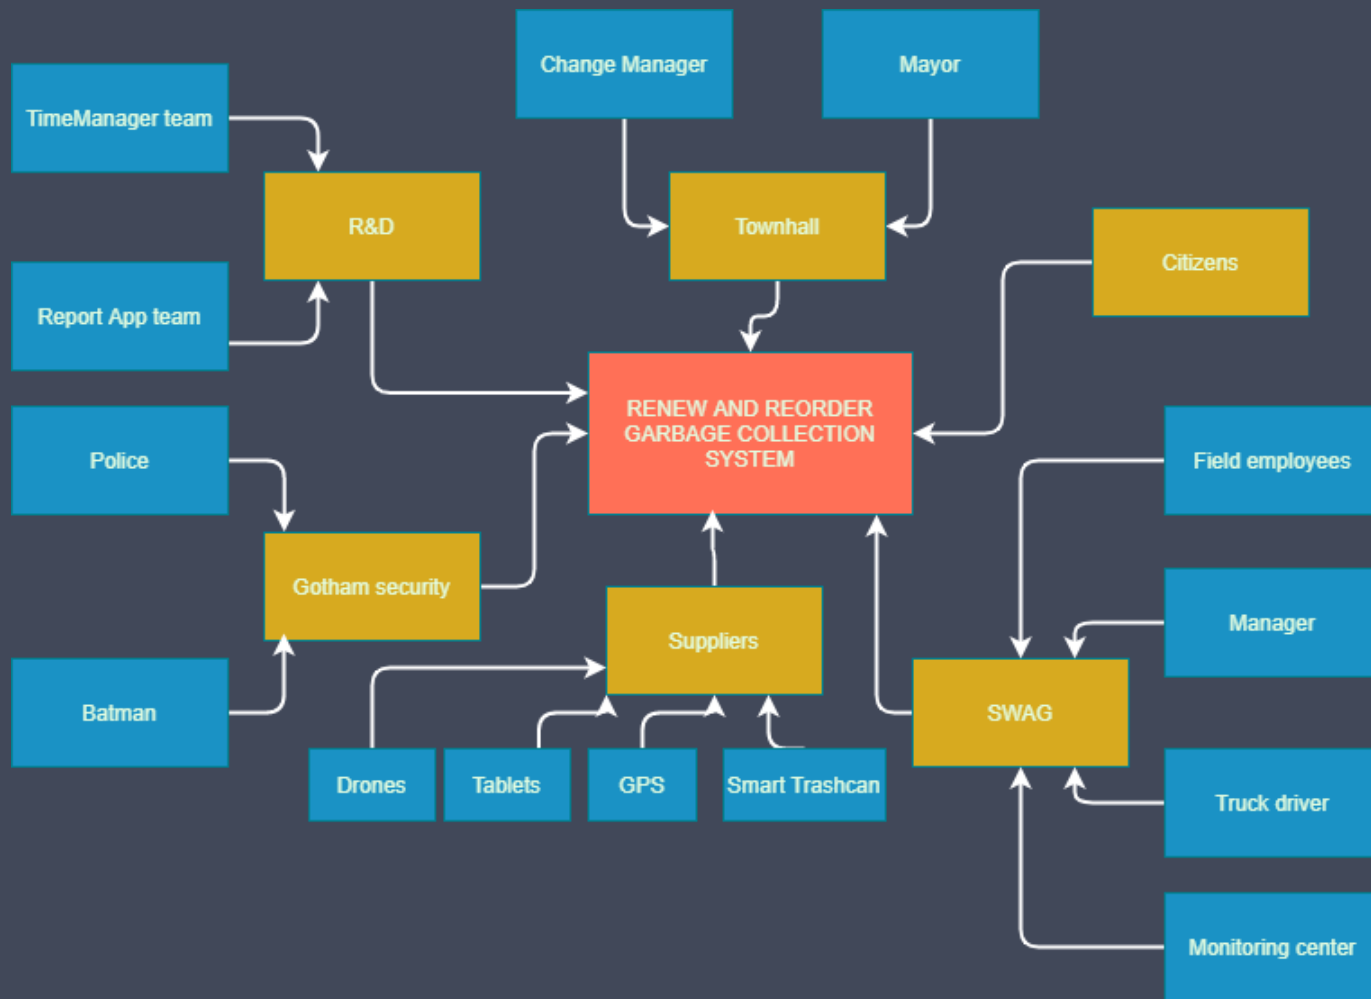 Change Manager
Mayor
TimeManager team
R&D
Townhall
Citizens
Report App team
RENEW AND REORDER
GARBAGE COLLECTION
SYSTEM
Police
Field employees
Gotham security
Suppliers
Manager
Batman
SWAG
Drones
Tablets
GPS
Smart Trashcan
Truck driver
Monitoring center